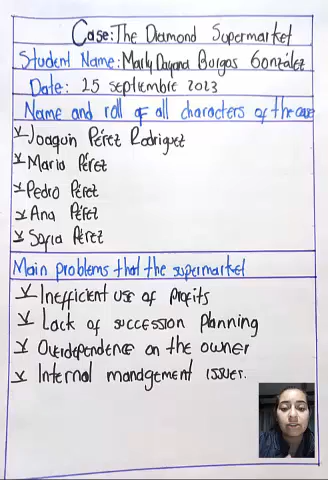 Case: The Diamond Supermarket
Student Name: Marly Dayana Burgos González
Date: 25 septiembre 2023
Name and roll of all characters of the case
Joaquin Pérez Rodriguez
Mario Pérez
Pedro Pérez
Ana Pérez
Sofia Pérez
Main problems that the supermarket
Inefficient use of profits
Lack of succession planning
Overdependence on the owner
Internal management issues.